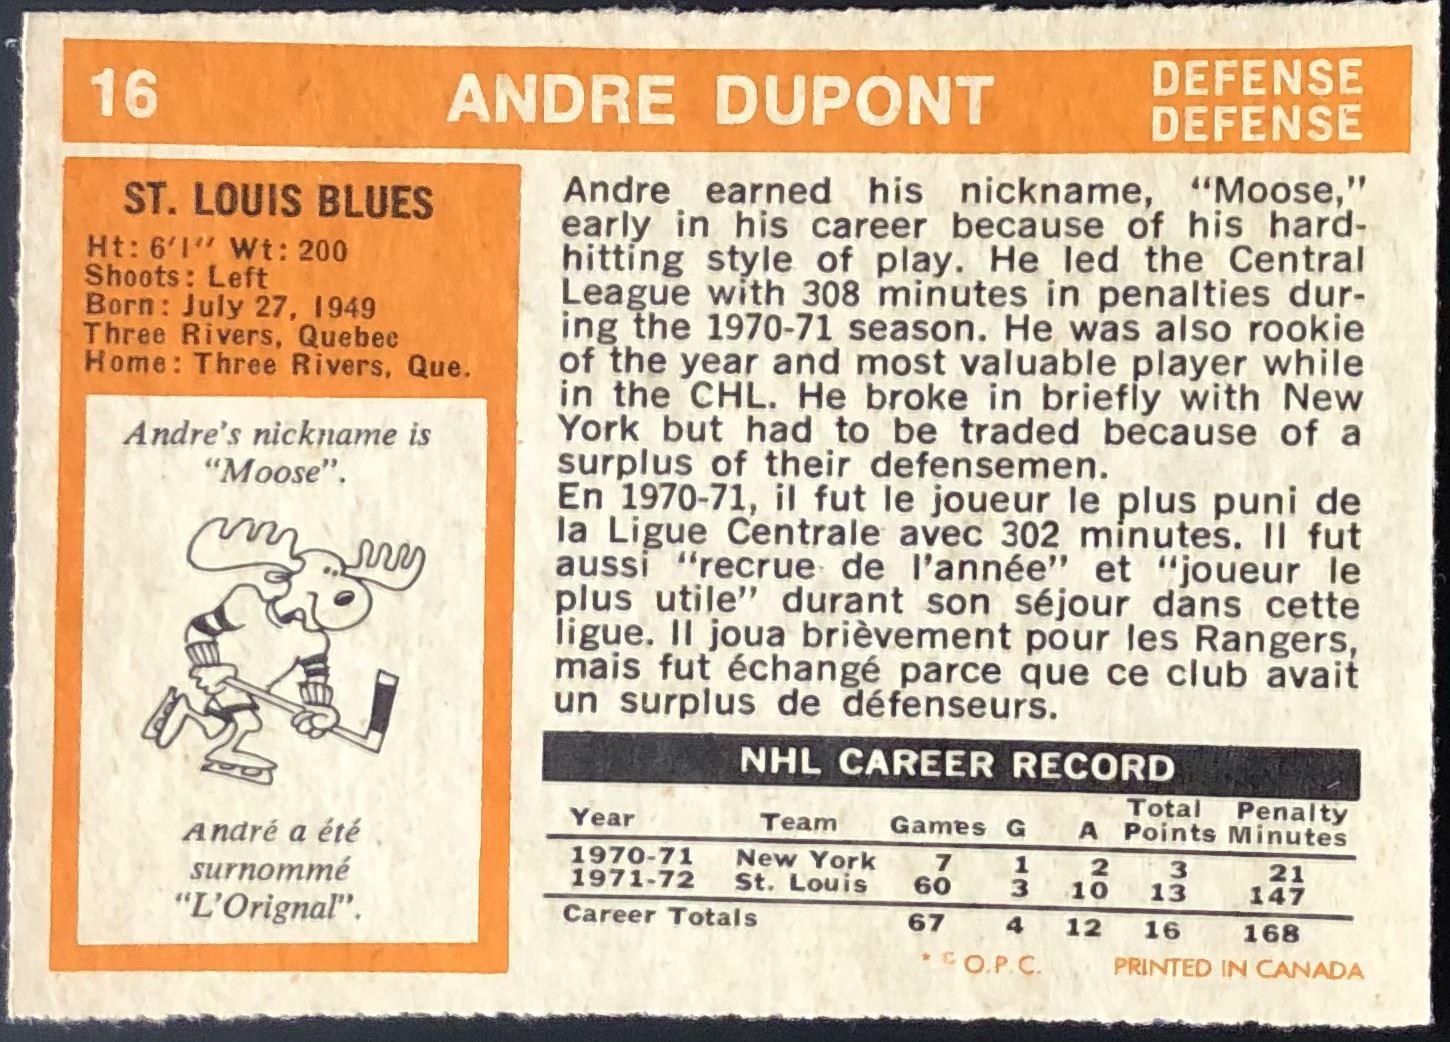 16
ANDRE DUPONT
DEFENSE
DEFENSE
ST. LOUIS BLUES
Ht: 6'1" Wt: 200
Shoots: Left
Born: July 27, 1949
Three Rivers, Quebec
Home: Three Rivers, Que.
Andre's nickname is
"Moose".
André a été
surnommé
"L'Orignal".
Andre earned his nickname, "Moose,"
early in his career because of his hard-
hitting style of play. He led the Central
League with 308 minutes in penalties dur-
ing the 1970-71 season. He was also rookie
of the year and most valuable player while
in the CHL. He broke in briefly with New
York but had to be traded because of a
surplus of their defensemen.
En 1970-71, il fut le joueur le plus puni de
la Ligue Centrale avec 302 minutes. Il fut
aussi "recrue de l'année" et "joueur le
plus utile" durant son séjour dans cette
ligue. Il joua brièvement pour les Rangers,
mais fut échangé parce que ce club avait
un surplus de défenseurs.
NHL CAREER RECORD
Year Team Games G A Total Points Penalty Minutes
1970-71 New York 7 1 2 3 21
1971-72 St. Louis 60 3 10 13 147
Career Totals 67 4 12 16 168
* © O.P.C. PRINTED IN CANADA